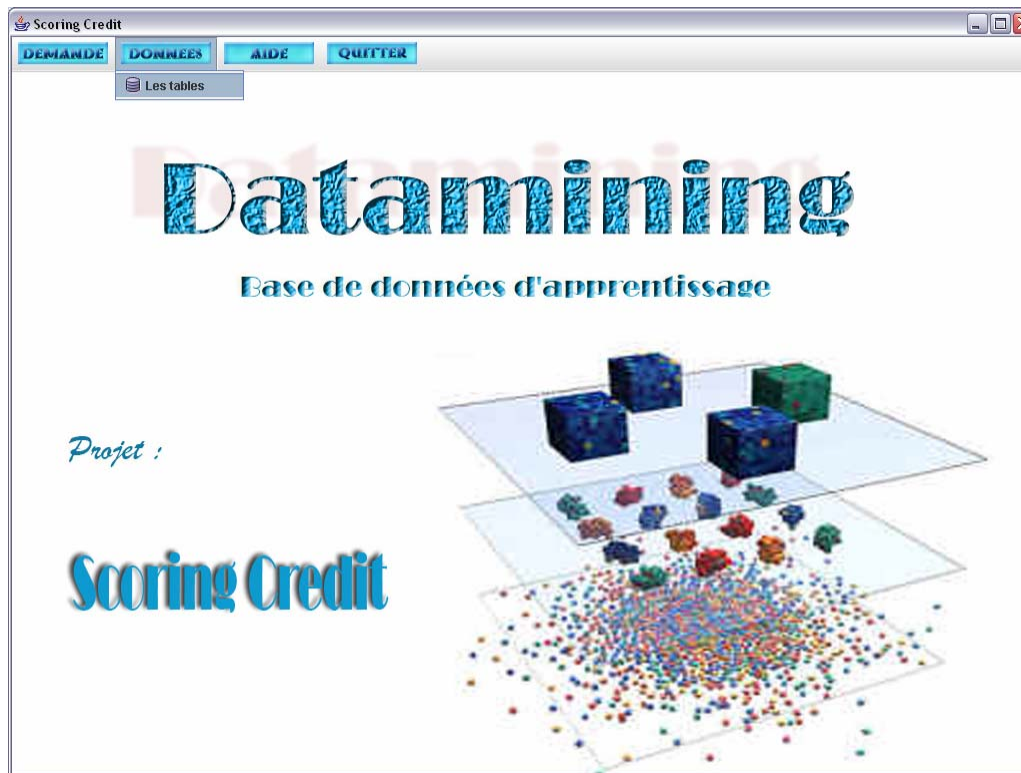 Scoring Credit
DEMANDE DONNEES AIDE QUITTER
Les tables
Datamining
Base de données d'apprentissage
Projet :
Scoring Credit